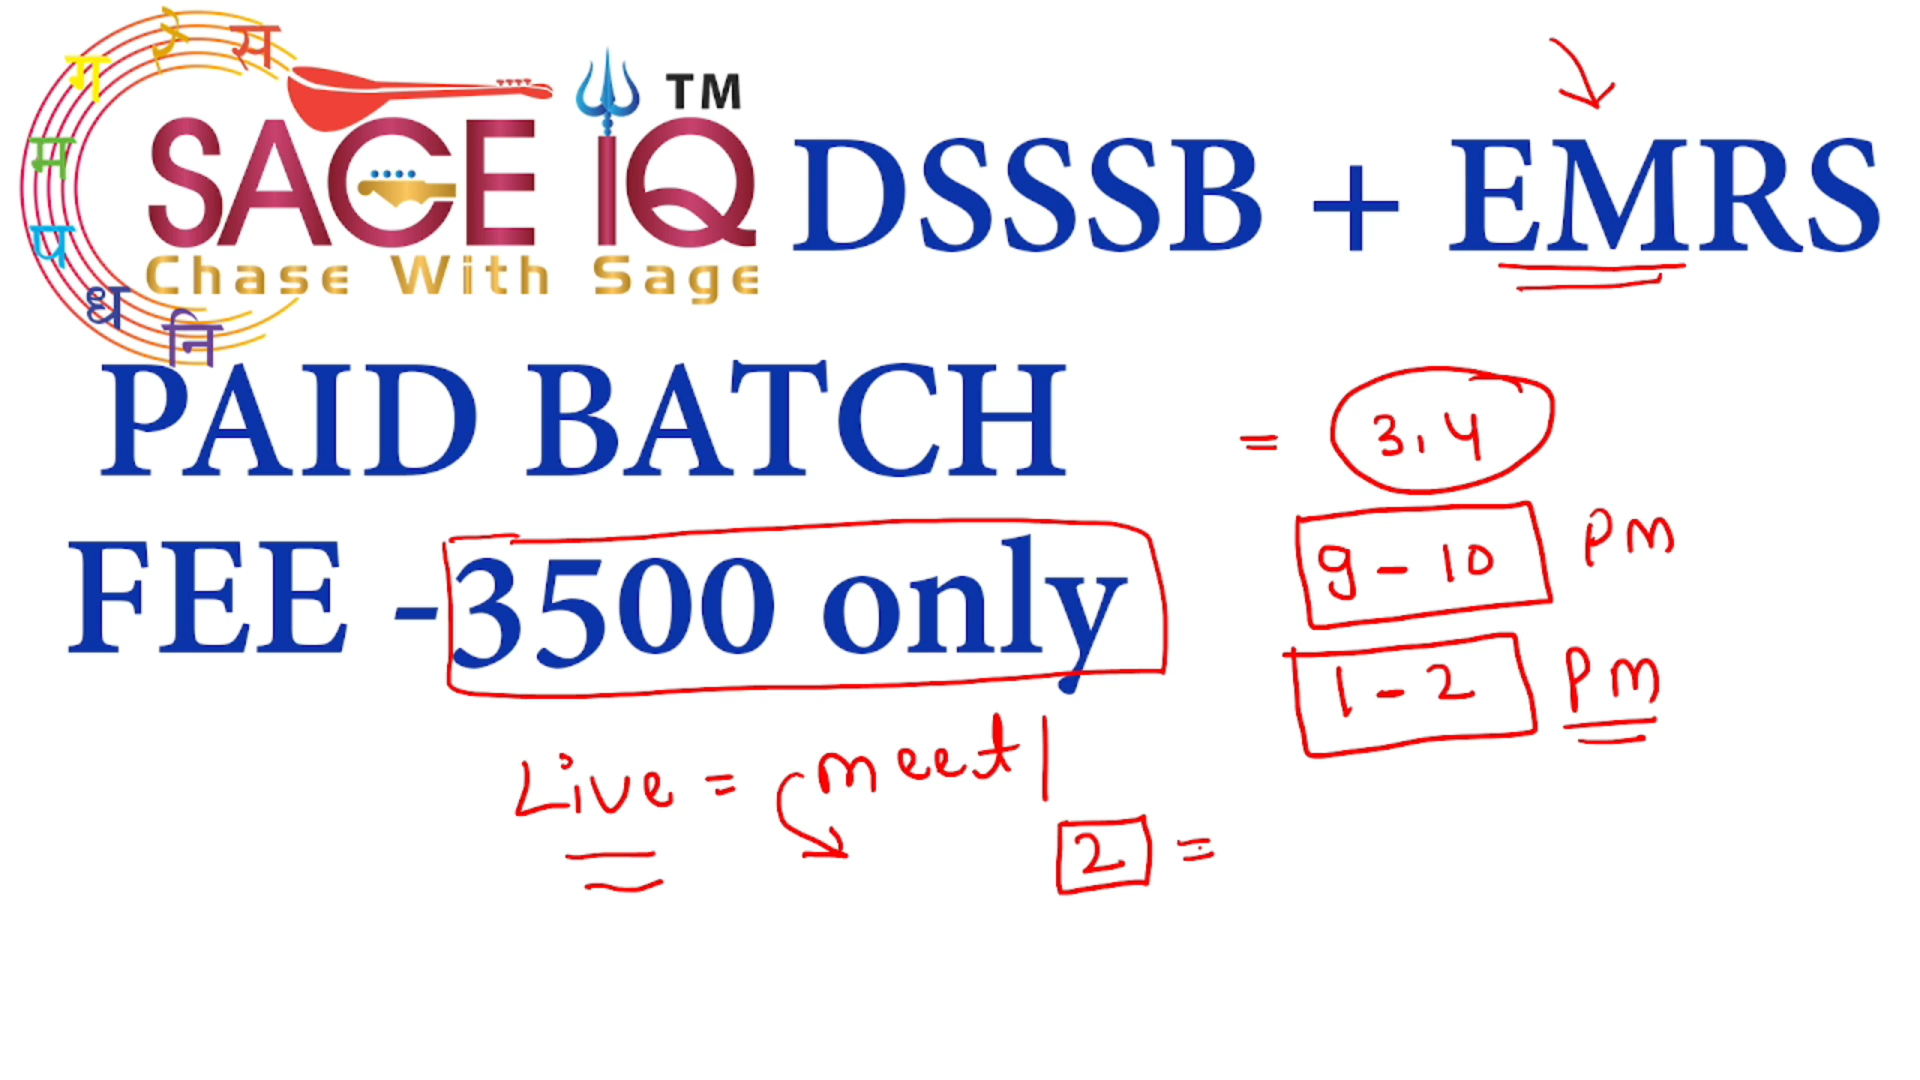 स
रे
ग
म
प
ध
नि
TM
SAGE IQ
Chase With Sage
DSSSB + EMRS
PAID BATCH
= 3,4
FEE -3500 only
9 - 10 pm
1 - 2 pm
Live = meet
2 =